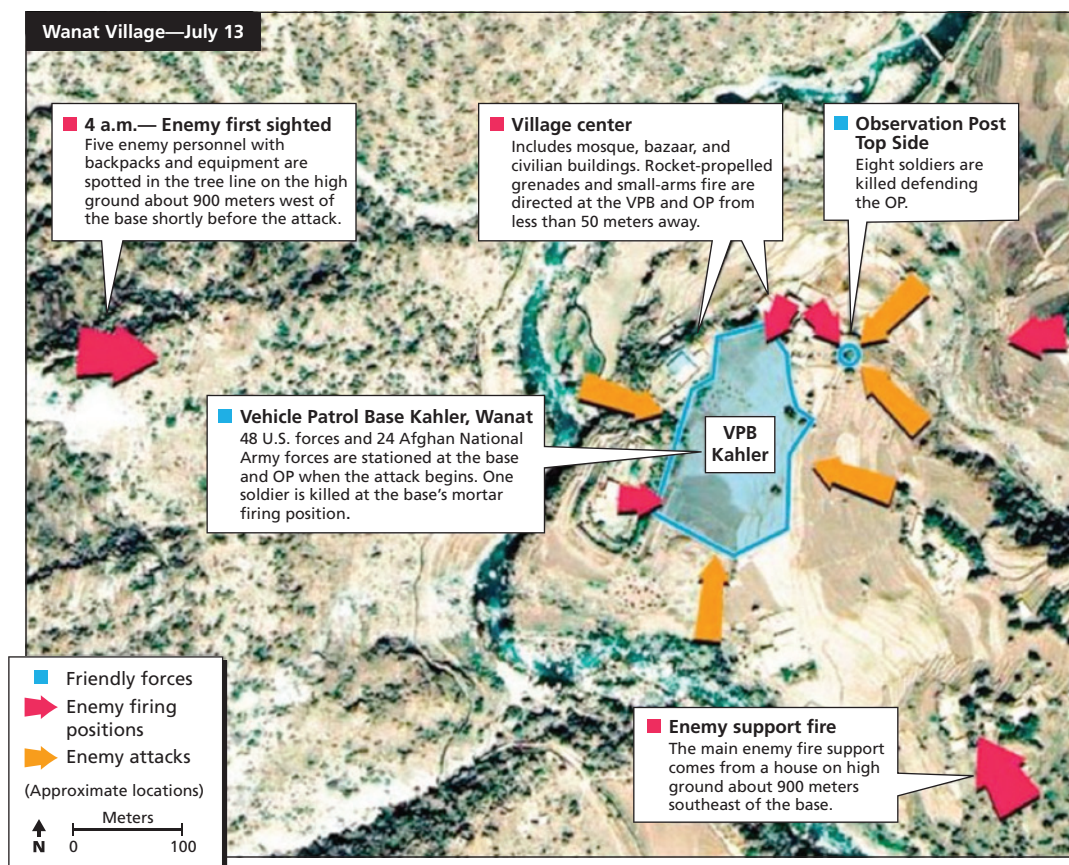 Wanat Village—July 13
4 a.m.— Enemy first sighted
Five enemy personnel with
backpacks and equipment are
spotted in the tree line on the high
ground about 900 meters west of
the base shortly before the attack.
Village center
Includes mosque, bazaar, and
civilian buildings. Rocket-propelled
grenades and small-arms fire are
directed at the VPB and OP from
less than 50 meters away.
Observation Post
Top Side
Eight soldiers are
killed defending
the OP.
Vehicle Patrol Base Kahler, Wanat
48 U.S. forces and 24 Afghan National
Army forces are stationed at the base
and OP when the attack begins. One
soldier is killed at the base's mortar
firing position.
VPB
Kahler
Friendly forces
Enemy firing
positions
Enemy attacks
(Approximate locations)
Meters
N 0 100
Enemy support fire
The main enemy fire support
comes from a house on high
ground about 900 meters
southeast of the base.